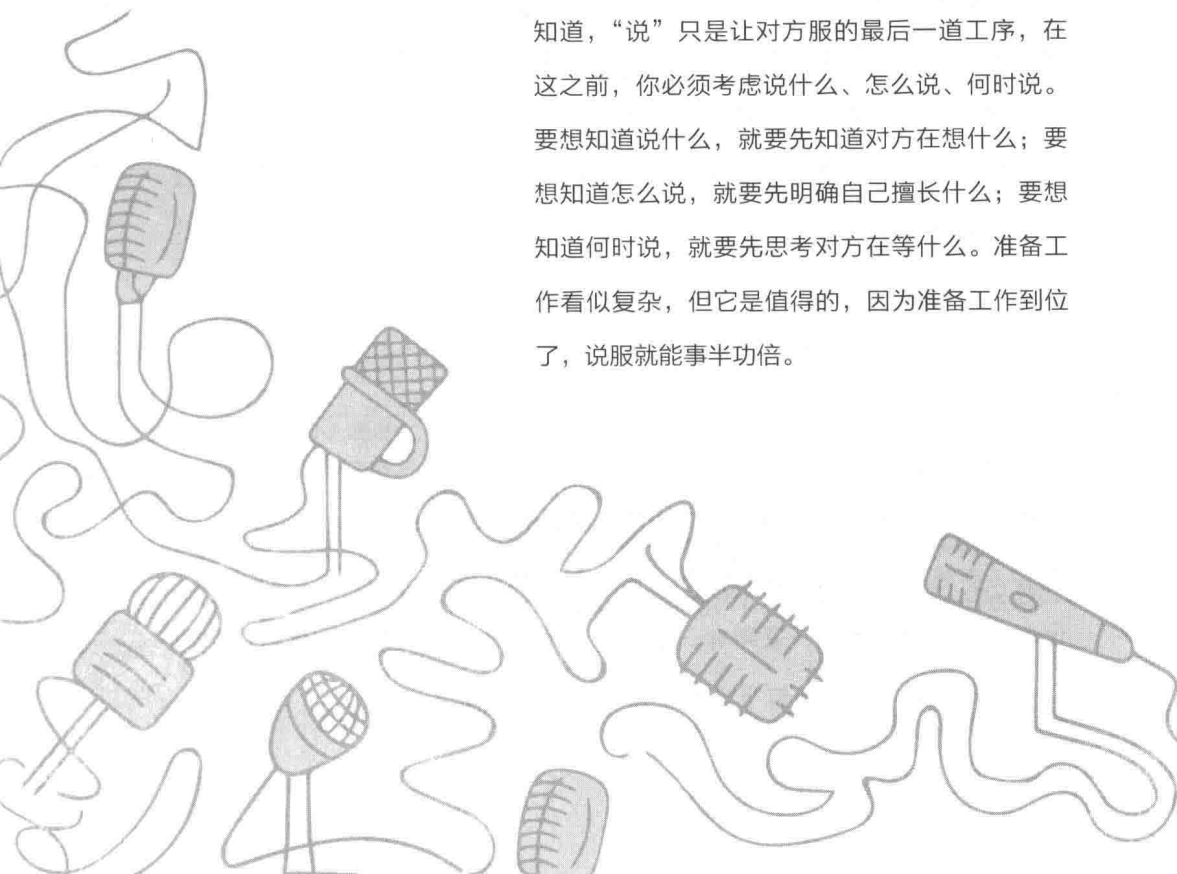 知道，“说”只是让对方服的最后一道工序，在
这之前，你必须考虑说什么、怎么说、何时说。
要想知道说什么，就要先知道对方在想什么；要
想知道怎么说，就要先明确自己擅长什么；要想
知道何时说，就要先思考对方在等什么。准备工
作看似复杂，但它是值得的，因为准备工作到位
了，说服就能事半功倍。